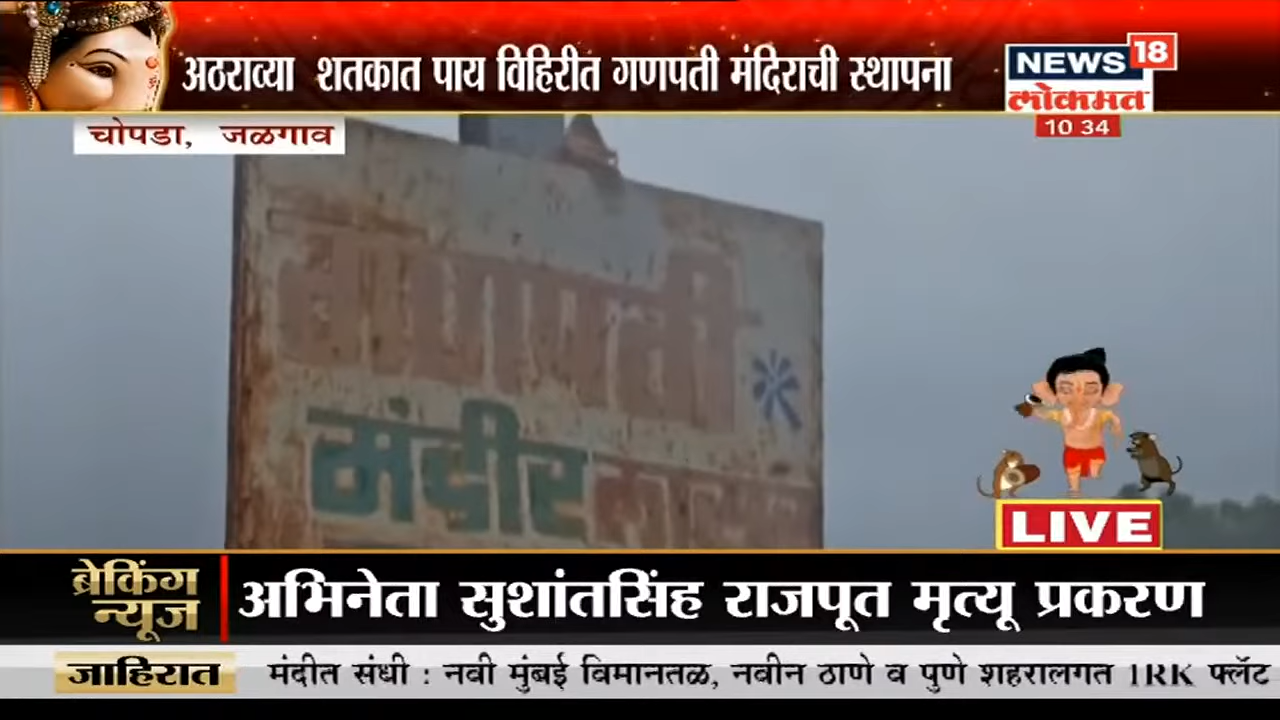 अठराव्या शतकात पाय विहिरीत गणपती मंदिराची स्थापना
NEWS 18
लोकमत
10 34
चोपडा, जळगाव
गणपती
मंदीर
LIVE
ब्रेकिंग
न्यूज
अभिनेता सुशांतसिंह राजपूत मृत्यू प्रकरण
जाहिरात
मंदीत संधी : नवी मुंबई विमानतळ, नवीन ठाणे व पुणे शहरालगत 1RK फ्लॅट